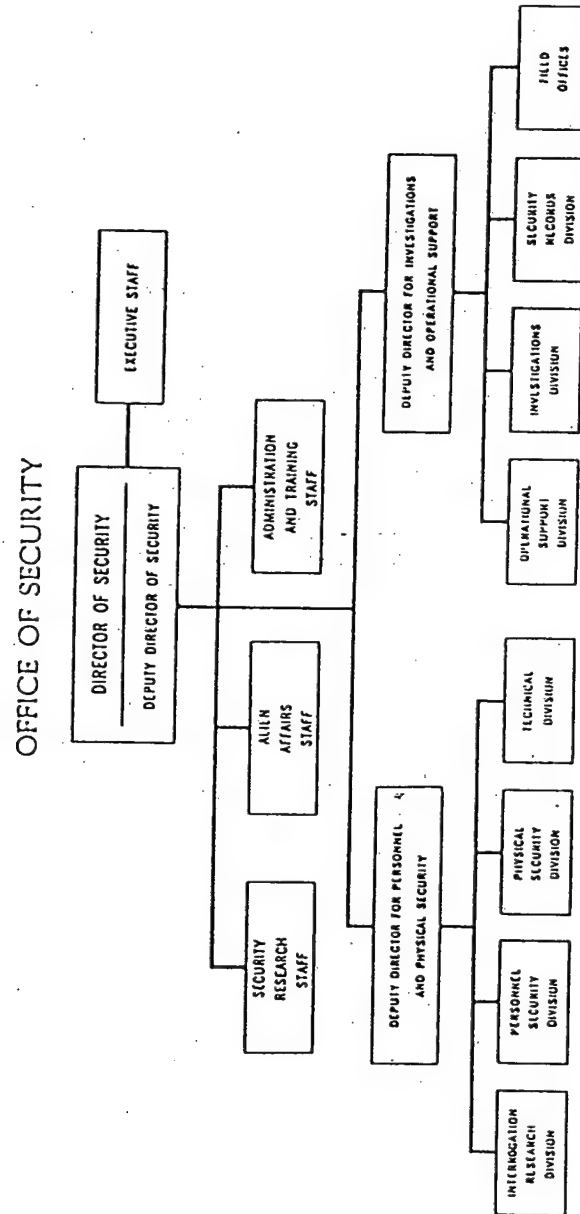 OFFICE OF SECURITY
DIRECTOR OF SECURITY
DEPUTY DIRECTOR OF SECURITY
EXECUTIVE STAFF
SECURITY
RESEARCH
STAFF
ALIEN
AFFAIRS
STAFF
ADMINISTRATION
AND TRAINING
STAFF
DEPUTY DIRECTOR FOR PERSONNEL
AND PHYSICAL SECURITY
DEPUTY DIRECTOR FOR INVESTIGATIONS
AND OPERATIONAL SUPPORT
INTERROGATION
RESEARCH
DIVISION
PERSONNEL
SECURITY
DIVISION
PHYSICAL
SECURITY
DIVISION
TECHNICAL
DIVISION
OPERATIONAL
SUPPORT
DIVISION
INVESTIGATIONS
DIVISION
SECURITY
RECORDS
DIVISION
FIELD
OFFICES